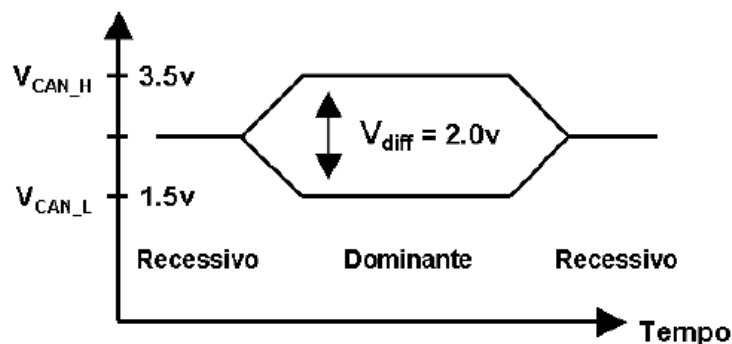 V_CAN_H 3.5v
V_diff = 2.0v
V_CAN_L 1.5v
Recessivo Dominante Recessivo
Tempo